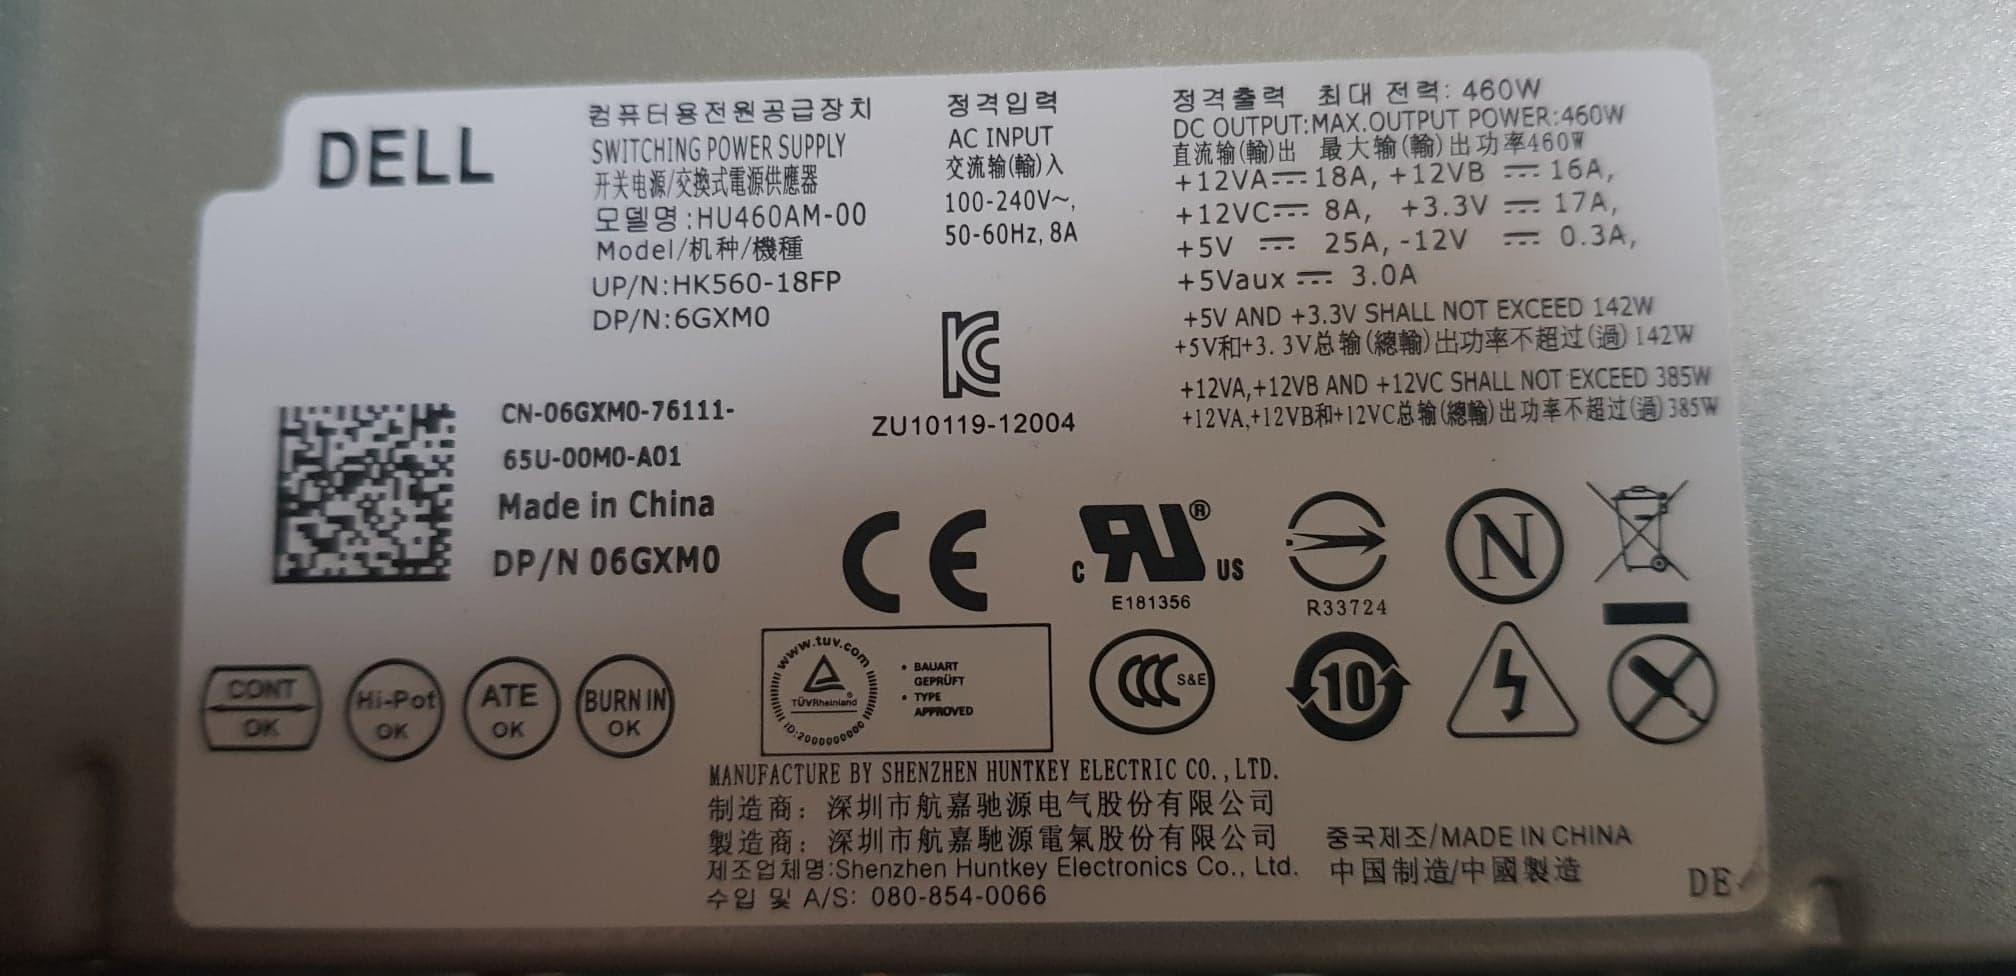 DELL
컴퓨터용전원공급장치
SWITCHING POWER SUPPLY
开关电源/交換式電源供應器
모델명:HU460AM-00
Model/机种/機種
UP/N:HK560-18FP
DP/N:6GXM0
정격입력
AC INPUT
交流输(輸)入
100-240V~,
50-60Hz, 8A
정격출력 최대 전력: 460W
DC OUTPUT:MAX.OUTPUT POWER:460W
直流输(輸)出 最大输(輸)出功率460W
+12VA⎓18A, +12VB ⎓ 16A,
+12VC⎓ 8A, +3.3V ⎓ 17A,
+5V ⎓ 25A, -12V ⎓ 0.3A,
+5Vaux ⎓ 3.0A
+5V AND +3.3V SHALL NOT EXCEED 142W
+5V和+3.3V总输(總輸)出功率不超过(過)142W
+12VA,+12VB AND +12VC SHALL NOT EXCEED 385W
+12VA,+12VB和+12VC总输(總輸)出功率不超过(過)385W
KC
ZU10119-12004
CN-06GXM0-76111-
65U-00M0-A01
Made in China
DP/N 06GXM0
CE
c RU® US
E181356
R33724
N
CONT
OK
Hi-Pot
OK
ATE
OK
BURN IN
OK
www.tuv.com
TÜVRheinland®
ID:2000000000
• BAUART
GEPRÜFT
• TYPE
APPROVED
CCC S&E
10
MANUFACTURE BY SHENZHEN HUNTKEY ELECTRIC CO.,LTD.
制造商：深圳市航嘉驰源电气股份有限公司
製造商：深圳市航嘉馳源電氣股份有限公司
제조업체명:Shenzhen Huntkey Electronics Co., Ltd.
수입 및 A/S: 080-854-0066
중국제조/MADE IN CHINA
中国制造/中國製造
DE